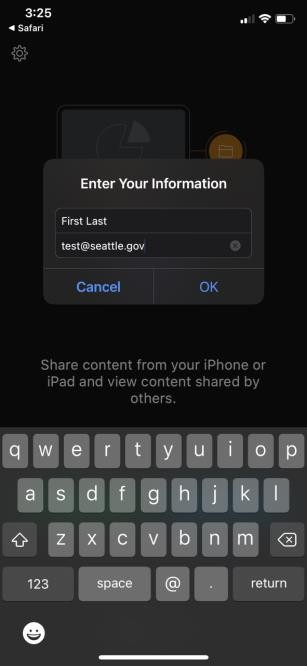 3:25
◀ Safari
Enter Your Information
First Last
test@seattle.gov
Cancel OK
Share content from your iPhone or
iPad and view content shared by
others.
q w e r t y u i o p
a s d f g h j k l
z x c v b n m
123 space @ . return